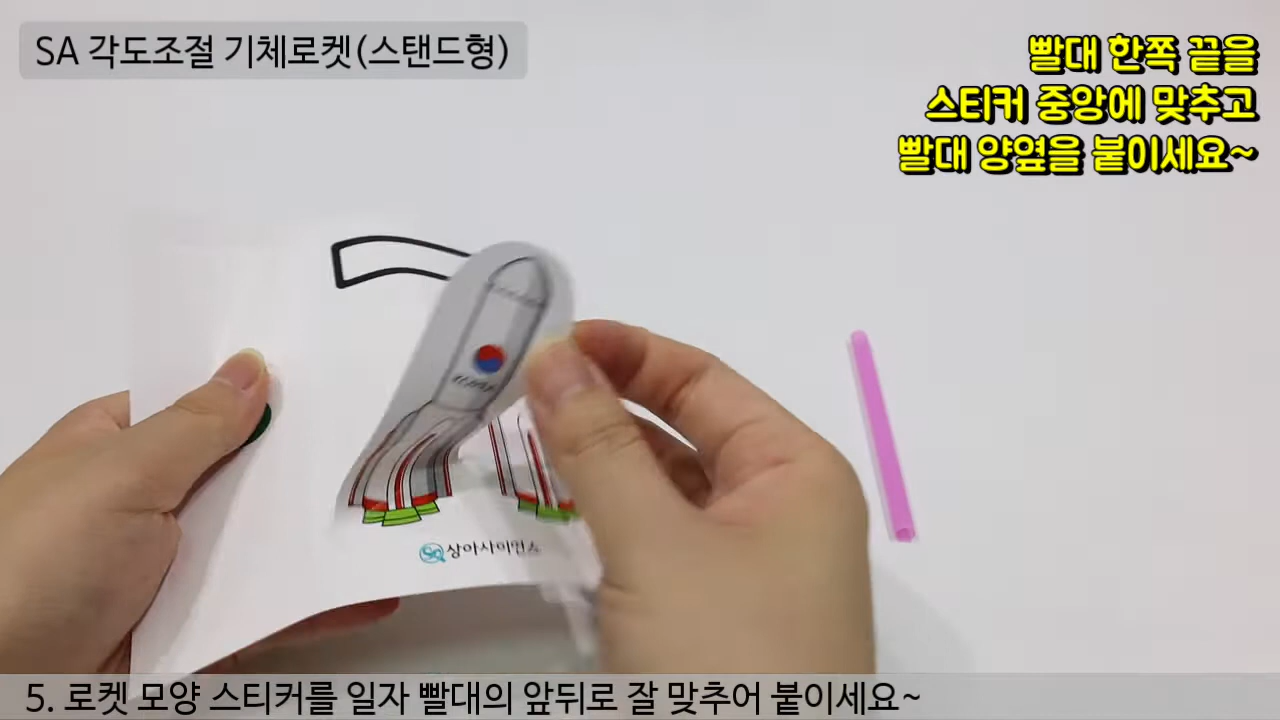 SA 각도조절 기체로켓(스탠드형)
빨대 한쪽 끝을
스티커 중앙에 맞추고
빨대 양옆을 붙이세요~
상아사이언스
5. 로켓 모양 스티커를 일자 빨대의 앞뒤로 잘 맞추어 붙이세요~